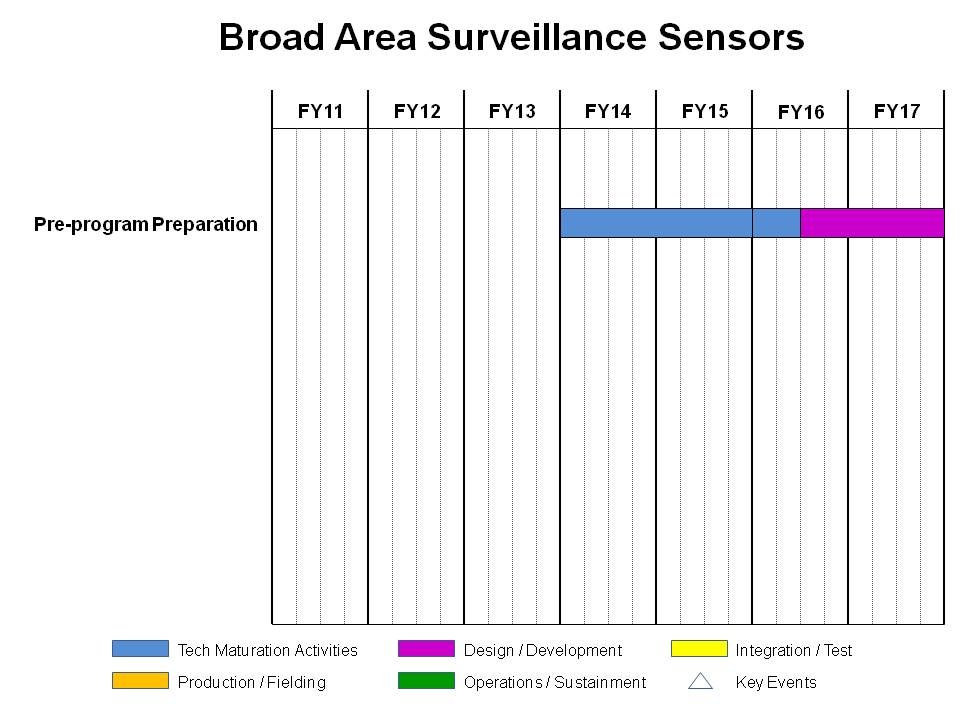 Broad Area Surveillance Sensors
FY11 FY12 FY13 FY14 FY15 FY16 FY17
Pre-program Preparation
Tech Maturation Activities Design / Development Integration / Test
Production / Fielding Operations / Sustainment Key Events